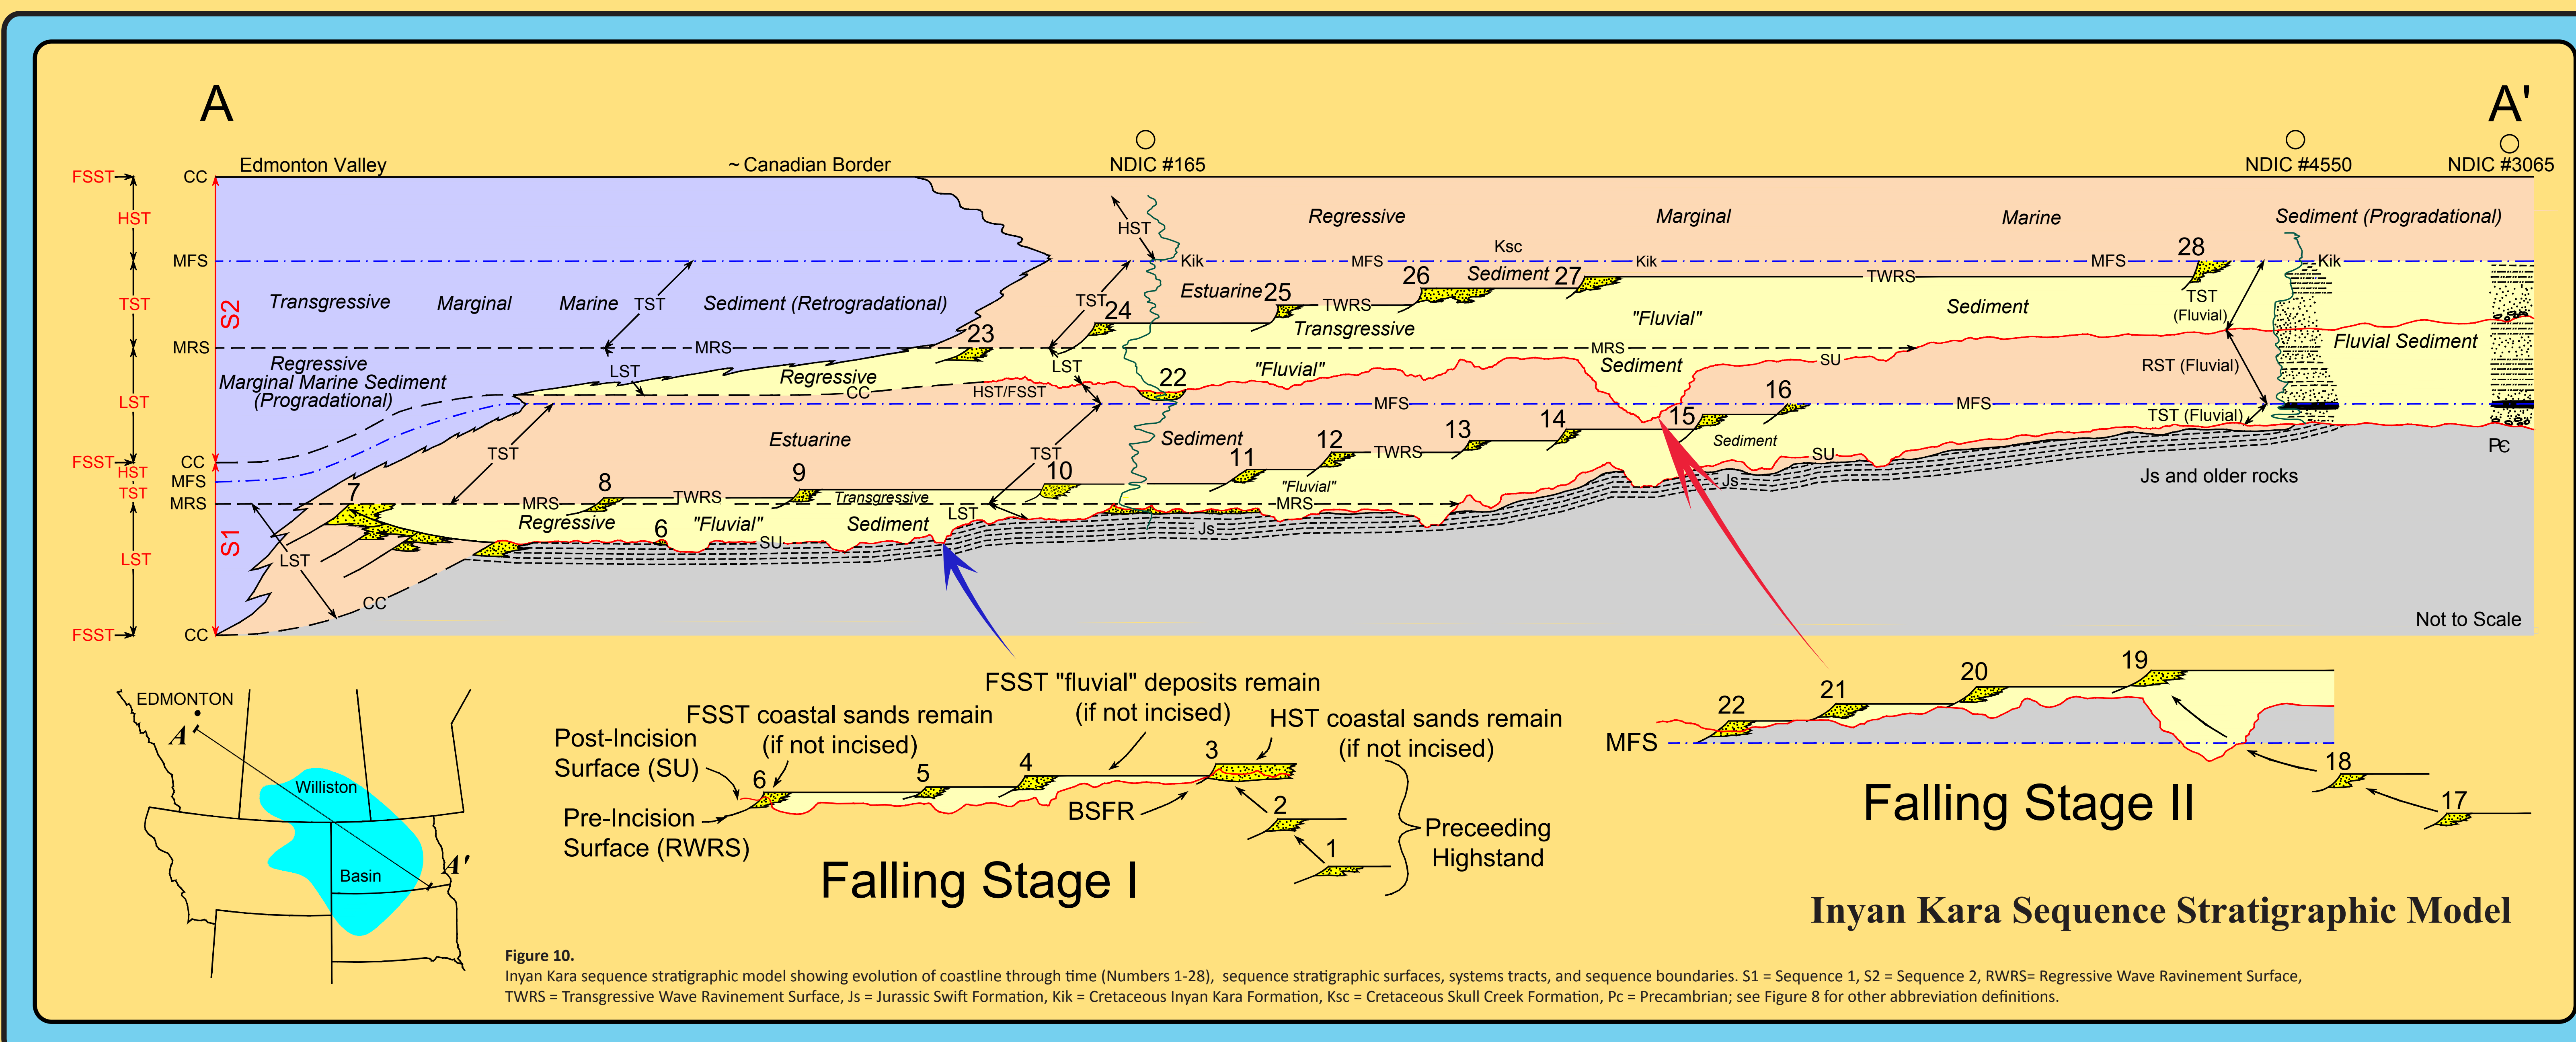 A
A'
NDIC #165
NDIC #4550
NDIC #3065
Edmonton Valley
~ Canadian Border
FSST
CC
HST
HST
Regressive
Marginal
Marine
Sediment (Progradational)
MFS
Kik
MFS
Ksc
Kik
MFS
28
Kik
TST
S2
Transgressive
Marginal
Marine
TST
Sediment (Retrogradational)
TST
Estuarine
24
25
TWRS
26
Sediment
27
TWRS
TST
(Fluvial)
Transgressive
"Fluvial"
Sediment
23
MRS
MRS
MRS
Sediment
SU
Fluvial Sediment
Regressive
Marginal Marine Sediment
(Progradational)
LST
LST
Regressive
CC
LST
HST/FSST
22
"Fluvial"
RST (Fluvial)
MFS
MFS
TST (Fluvial)
Estuarine
Sediment
12
13
14
15
16
Sediment
SU
Pc
FSST
CC
HST
MFS
TST
TST
TST
TWRS
Js and older rocks
MRS
7
8
9
10
11
"Fluvial"
Js
MRS
TWRS
Transgressive
MRS
S1
Regressive
"Fluvial"
Sediment
LST
6
SU
Js
LST
LST
CC
FSST
CC
Not to Scale
EDMONTON
A
Williston
Basin
A'
FSST "fluvial" deposits remain
(if not incised)
FSST coastal sands remain
(if not incised)
HST coastal sands remain
(if not incised)
Post-Incision
Surface (SU)
Pre-Incision
Surface (RWRS)
6
5
4
3
BSFR
2
1
Preceeding
Highstand
Falling Stage I
22
21
20
19
MFS
18
17
Falling Stage II
Inyan Kara Sequence Stratigraphic Model
Figure 10.
Inyan Kara sequence stratigraphic model showing evolution of coastline through time (Numbers 1-28),  sequence stratigraphic surfaces, systems tracts, and sequence boundaries. S1 = Sequence 1, S2 = Sequence 2, RWRS= Regressive Wave Ravinement Surface,
TWRS = Transgressive Wave Ravinement Surface, Js = Jurassic Swift Formation, Kik = Cretaceous Inyan Kara Formation, Ksc = Cretaceous Skull Creek Formation, Pc = Precambrian; see Figure 8 for other abbreviation definitions.